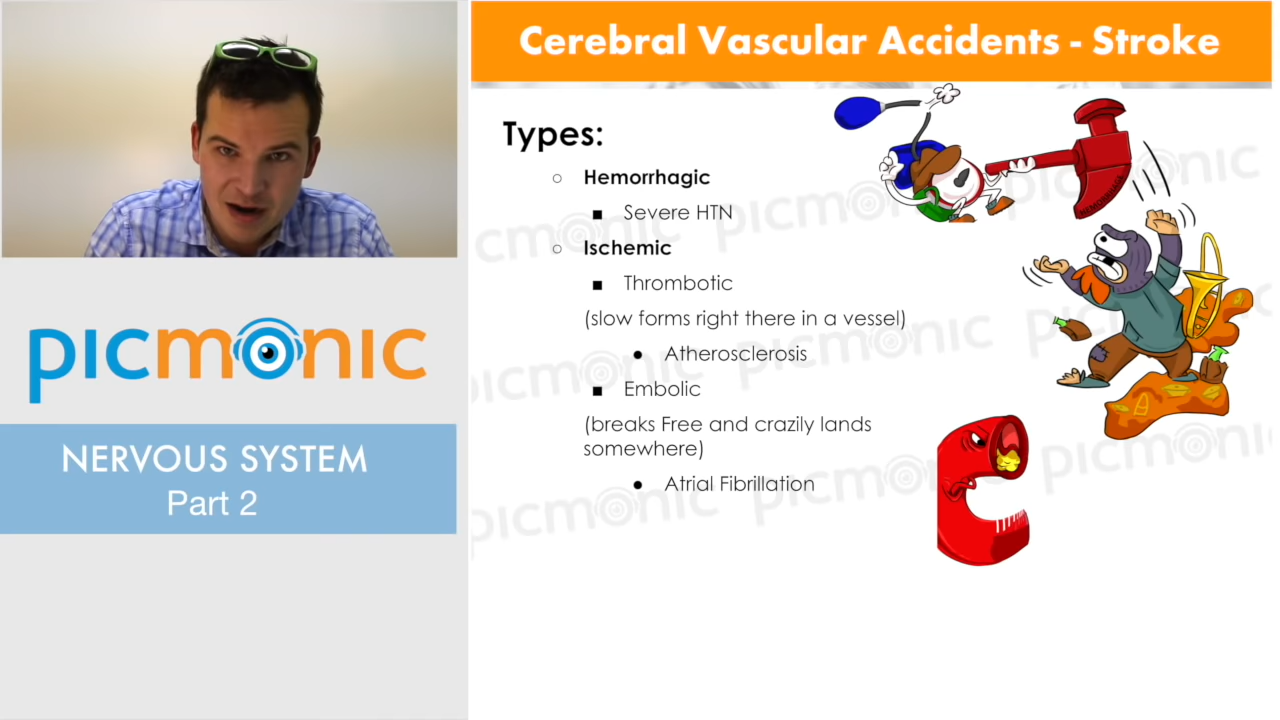 Cerebral Vascular Accidents - Stroke
Types:
○ Hemorrhagic
■ Severe HTN
○ Ischemic
■ Thrombotic
(slow forms right there in a vessel)
● Atherosclerosis
■ Embolic
(breaks Free and crazily lands
somewhere)
● Atrial Fibrillation
picmonic
NERVOUS SYSTEM
Part 2